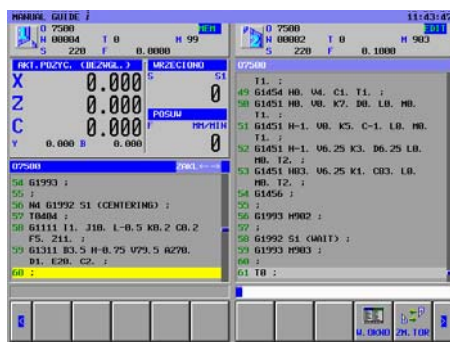 MANUAL GUIDE i 11:43:47
O 7500 MEM
N 00004 T 0 M 99
S 220 F 0.0000
AKT.POZYC. (BEZWGL.)
X 0.000
Z 0.000
C 0.000
Y 0.000 B 0.000
WRZECIONO
S S1
0
POSUW
F MM/MIN
0
O7500 ZAKL
54 G1993 ;
55 ;
56 N4 G1992 S1 (CENTERING) ;
57 T0404 ;
58 G1111 I1. J10. L-0.5 K0.2 C0.2
F5. Z11. ;
59 G1311 B3.5 H-0.75 V79.5 A270.
D1. E20. C2. ;
60 ;
O 7500 EDIT
N 00002 T 0 M 903
S 220 F 0.1000
O7500
T1. ;
49 G1454 H0. V4. C1. T1. ;
50 G1451 H0. V0. K7. D0. L0. M0.
T1. ;
51 G1451 H-1. V0. K5. C-1. L0. M0.
T1. ;
52 G1451 H-1. V6.25 K3. D6.25 L0.
M0. T2. ;
53 G1451 V6.25 K1. L0.
M0. T2. ;
54 G1456 ;
55 ;
56 G1993 M902 ;
57 ;
58 G1992 S1 (WAIT) ;
59 G1993 M903 ;
60 ;
61 T0 ;
W.OKNO ZM.TOR